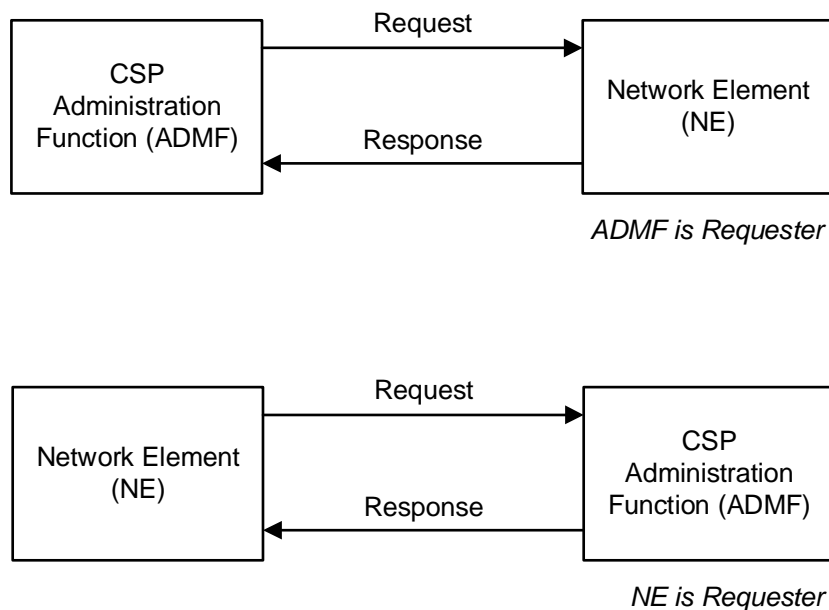 Request
CSP
Administration
Function (ADMF)
Network Element
(NE)
Response
ADMF is Requester
Request
Network Element
(NE)
CSP
Administration
Function (ADMF)
Response
NE is Requester